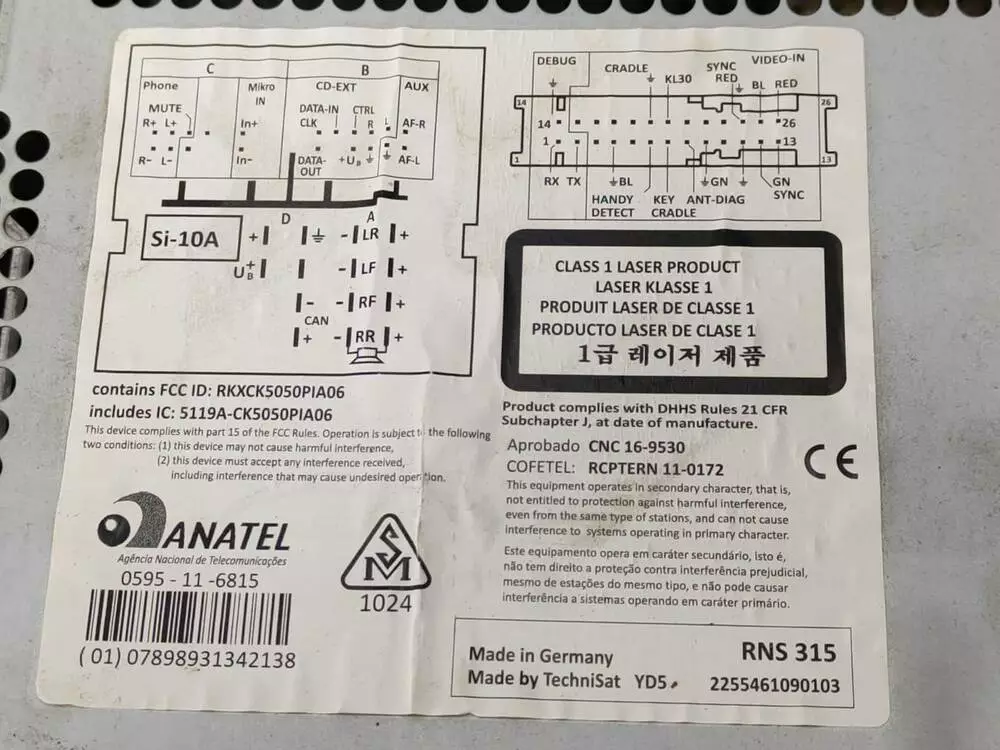 C B
Phone Mikro IN CD-EXT AUX
MUTE DATA-IN CTRL
R+ L+ In+ CLK R L AF-R
R- L- In- DATA-OUT +UB AF-L
D A
Si-10A + - LR +
U+B - LF +
- - RF +
CAN
+ - RR +
DEBUG CRADLE KL30 SYNC RED VIDEO-IN BL RED
14 26
14 26
1 13
1 13
RX TX BL GN GN SYNC
HANDY DETECT KEY CRADLE ANT-DIAG
CLASS 1 LASER PRODUCT
LASER KLASSE 1
PRODUIT LASER DE CLASSE 1
PRODUCTO LASER DE CLASE 1
1급 레이저 제품
contains FCC ID: RKXCK5050PIA06
includes IC: 5119A-CK5050PIA06
This device complies with part 15 of the FCC Rules. Operation is subject to the following
two conditions: (1) this device may not cause harmful interference,
(2) this device must accept any interference received,
including interference that may cause undesired operation.
Product complies with DHHS Rules 21 CFR
Subchapter J, at date of manufacture.
Aprobado CNC 16-9530
COFETEL: RCPTERN 11-0172
CE
This equipment operates in secondary character, that is,
not entitled to protection against harmful interference,
even from the same type of stations, and can not cause
interference to systems operating in primary character.
Este equipamento opera em caráter secundário, isto é,
não tem direito a proteção contra interferência prejudicial,
mesmo de estações do mesmo tipo, e não pode causar
interferência a sistemas operando em caráter primário.
ANATEL
Agência Nacional de Telecomunicações
0595 - 11 -6815
(01) 07898931342138
SM
1024
Made in Germany RNS 315
Made by TechniSat YD5 2255461090103